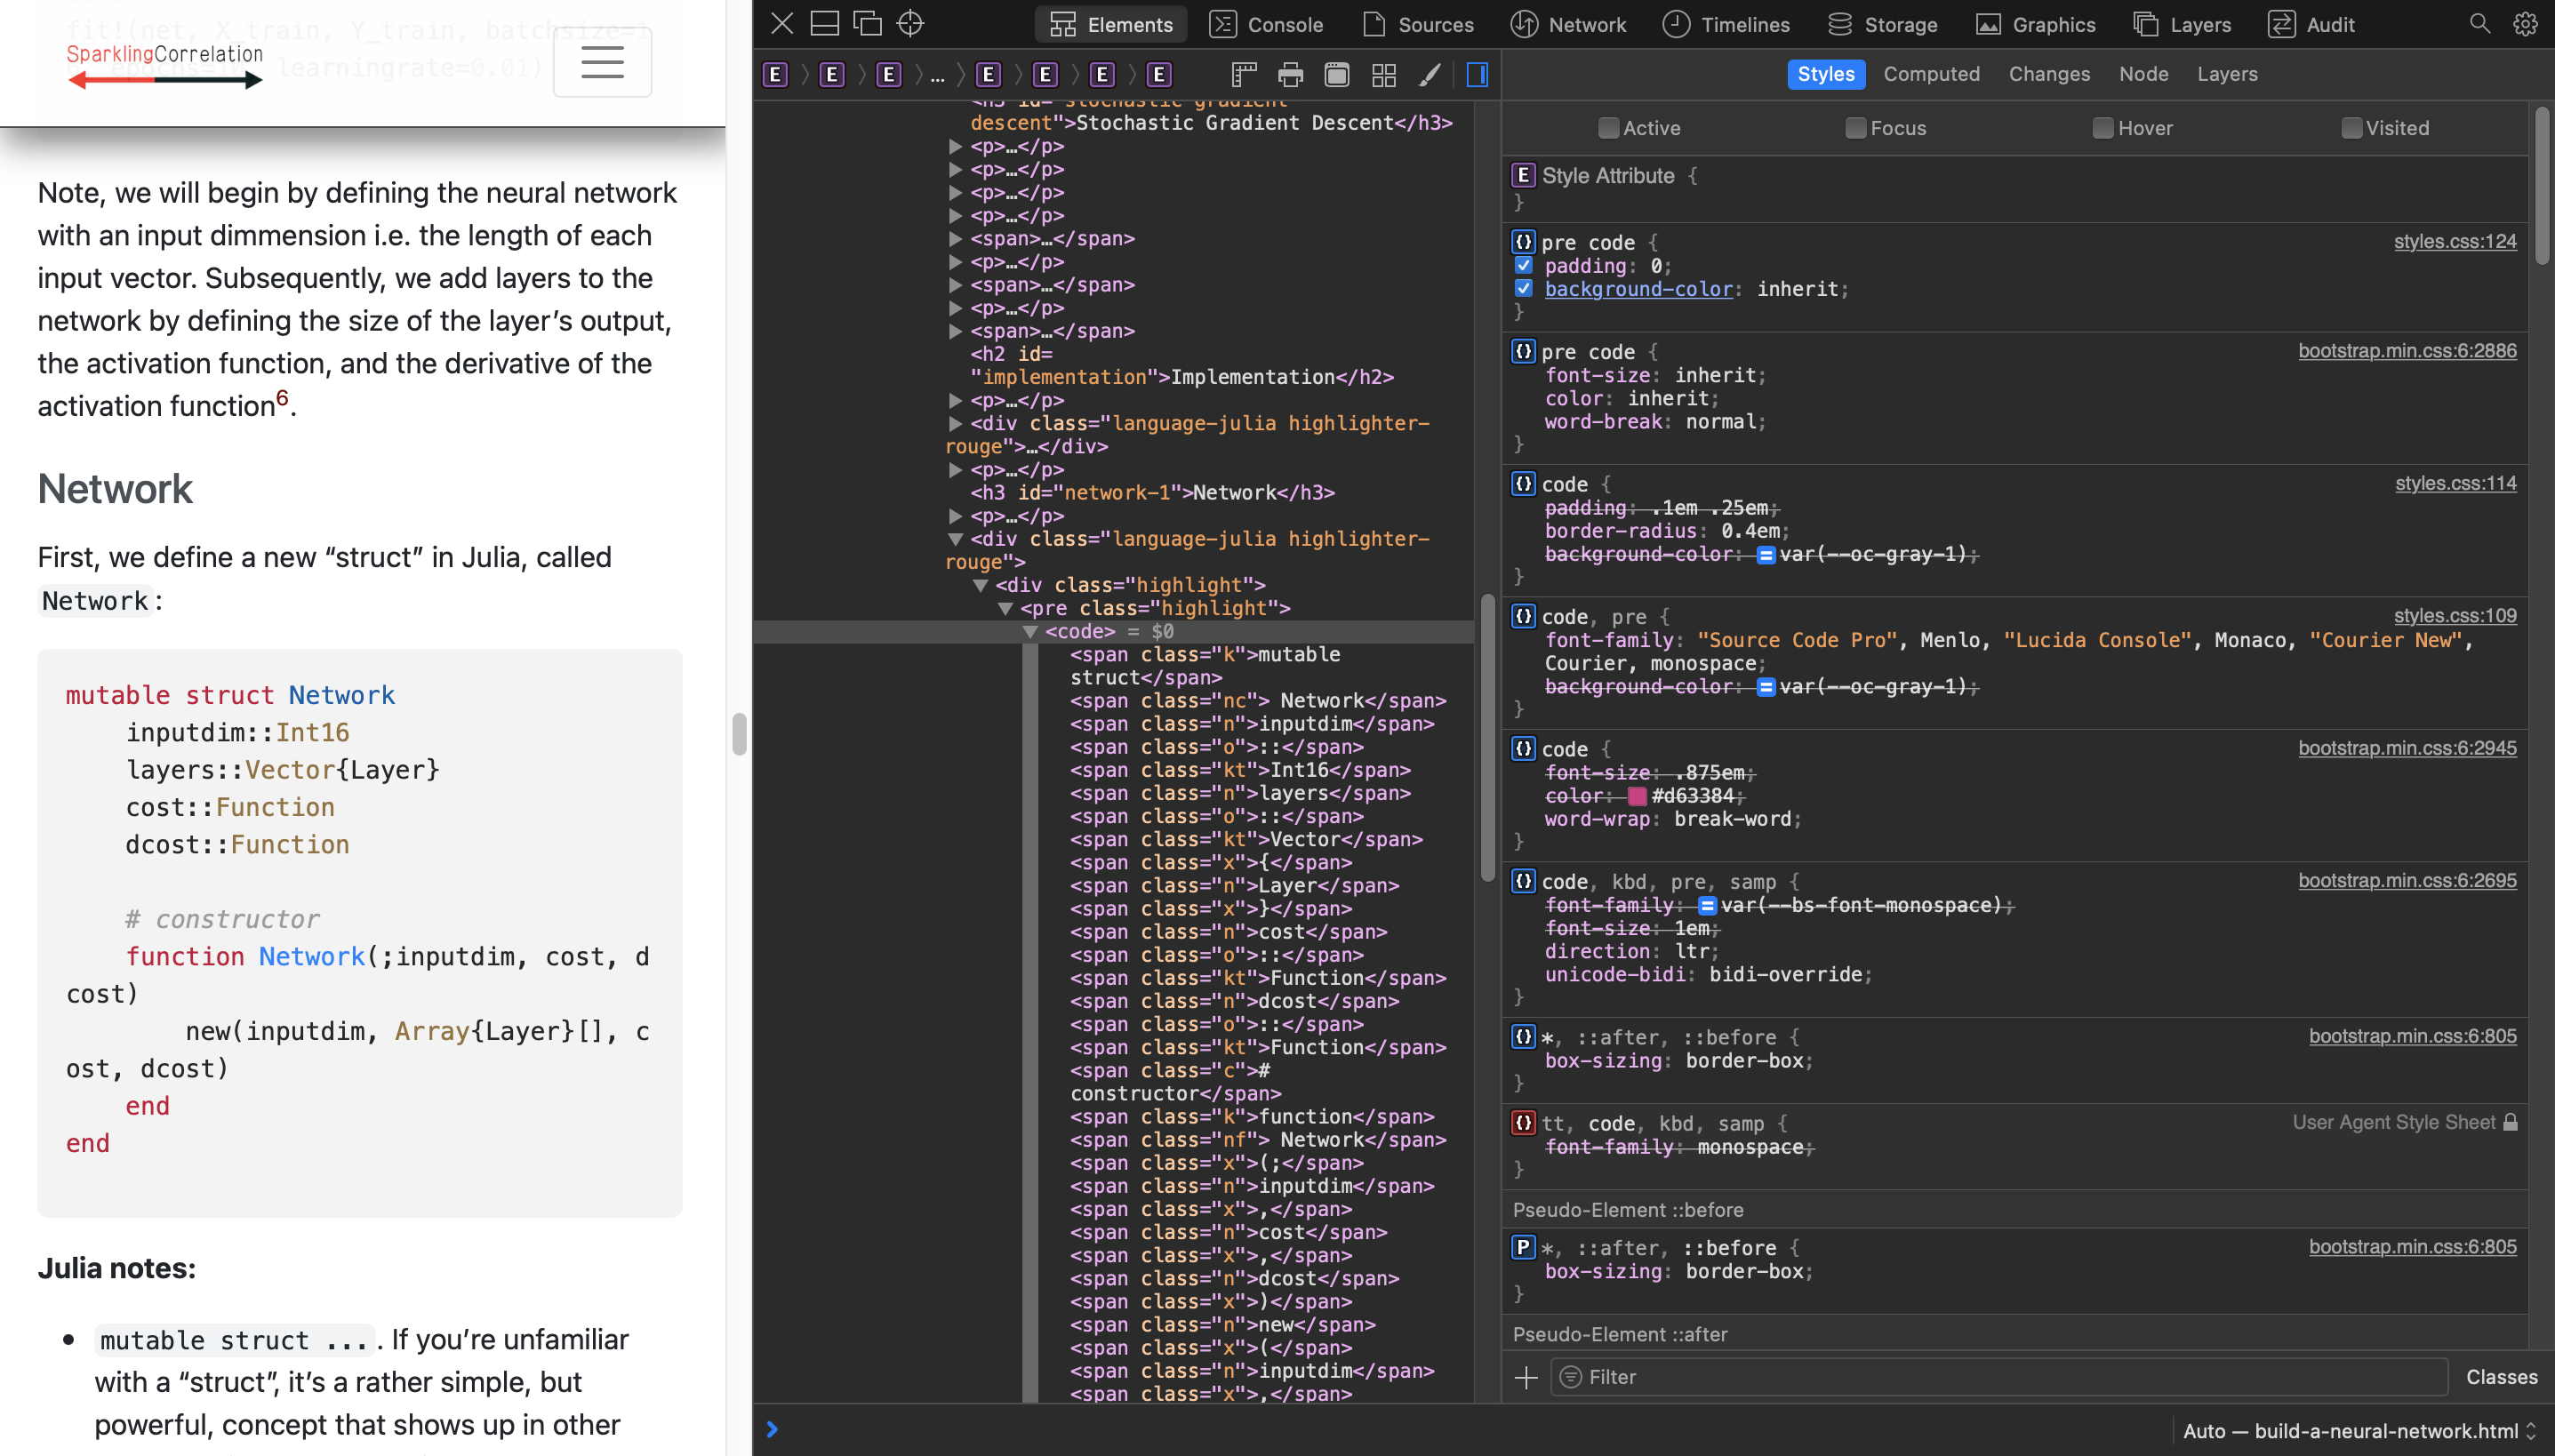 fit!(net, X_train, Y_train, batchsize=1
SparklingCorrelation
learningrate=0.01)
Note, we will begin by defining the neural network
with an input dimmension i.e. the length of each
input vector. Subsequently, we add layers to the
network by defining the size of the layer's output,
the activation function, and the derivative of the
activation function6.
Network
First, we define a new “struct” in Julia, called
Network:
mutable struct Network
inputdim::Int16
layers::Vector{Layer}
cost::Function
dcost::Function
# constructor
function Network(;inputdim, cost, d
cost)
new(inputdim, Array{Layer}[], c
ost, dcost)
end
end
Julia notes:
• mutable struct .... If you're unfamiliar
with a “struct”, it's a rather simple, but
powerful, concept that shows up in other
Elements Console Sources Network Timelines Storage Graphics Layers Audit
E E E ... E E E E
<h3 id="stochastic gradient
descent">Stochastic Gradient Descent</h3>
<p>…</p>
<p>…</p>
<p>…</p>
<p>…</p>
<span>…</span>
<p>…</p>
<span>…</span>
<p>…</p>
<span>…</span>
<h2 id=
"implementation">Implementation</h2>
<p>…</p>
<div class="language-julia highlighter-
rouge">…</div>
<p>…</p>
<h3 id="network-1">Network</h3>
<p>…</p>
<div class="language-julia highlighter-
rouge">
<div class="highlight">
<pre class="highlight">
<code> = $0
<span class="k">mutable
struct</span>
<span class="nc"> Network</span>
<span class="n">inputdim</span>
<span class="o">::</span>
<span class="kt">Int16</span>
<span class="n">layers</span>
<span class="o">::</span>
<span class="kt">Vector</span>
<span class="x">{</span>
<span class="n">Layer</span>
<span class="x">}</span>
<span class="n">cost</span>
<span class="o">::</span>
<span class="kt">Function</span>
<span class="n">dcost</span>
<span class="o">::</span>
<span class="kt">Function</span>
<span class="c">#
constructor</span>
<span class="k">function</span>
<span class="nf"> Network</span>
<span class="x">(;</span>
<span class="n">inputdim</span>
<span class="x">,</span>
<span class="n">cost</span>
<span class="x">,</span>
<span class="n">dcost</span>
<span class="x">)</span>
<span class="n">new</span>
<span class="x">(</span>
<span class="n">inputdim</span>
<span class="x">,</span>
Styles Computed Changes Node Layers
Active Focus Hover Visited
E Style Attribute {
}
pre code { styles.css:124
padding: 0;
background-color: inherit;
}
pre code { bootstrap.min.css:6:2886
font-size: inherit;
color: inherit;
word-break: normal;
}
code { styles.css:114
padding: .1em .25em;
border-radius: 0.4em;
background-color: var(--oc-gray-1);
}
code, pre { styles.css:109
font-family: "Source Code Pro", Menlo, "Lucida Console", Monaco, "Courier New",
Courier, monospace;
background-color: var(--oc-gray-1);
}
code { bootstrap.min.css:6:2945
font-size: .875em;
color: #d63384;
word-wrap: break-word;
}
code, kbd, pre, samp { bootstrap.min.css:6:2695
font-family: var(--bs-font-monospace);
font-size: 1em;
direction: ltr;
unicode-bidi: bidi-override;
}
*, ::after, ::before { bootstrap.min.css:6:805
box-sizing: border-box;
}
tt, code, kbd, samp { User Agent Style Sheet
font-family: monospace;
}
Pseudo-Element ::before
P *, ::after, ::before { bootstrap.min.css:6:805
box-sizing: border-box;
}
Pseudo-Element ::after
Filter Classes
Auto — build-a-neural-network.html